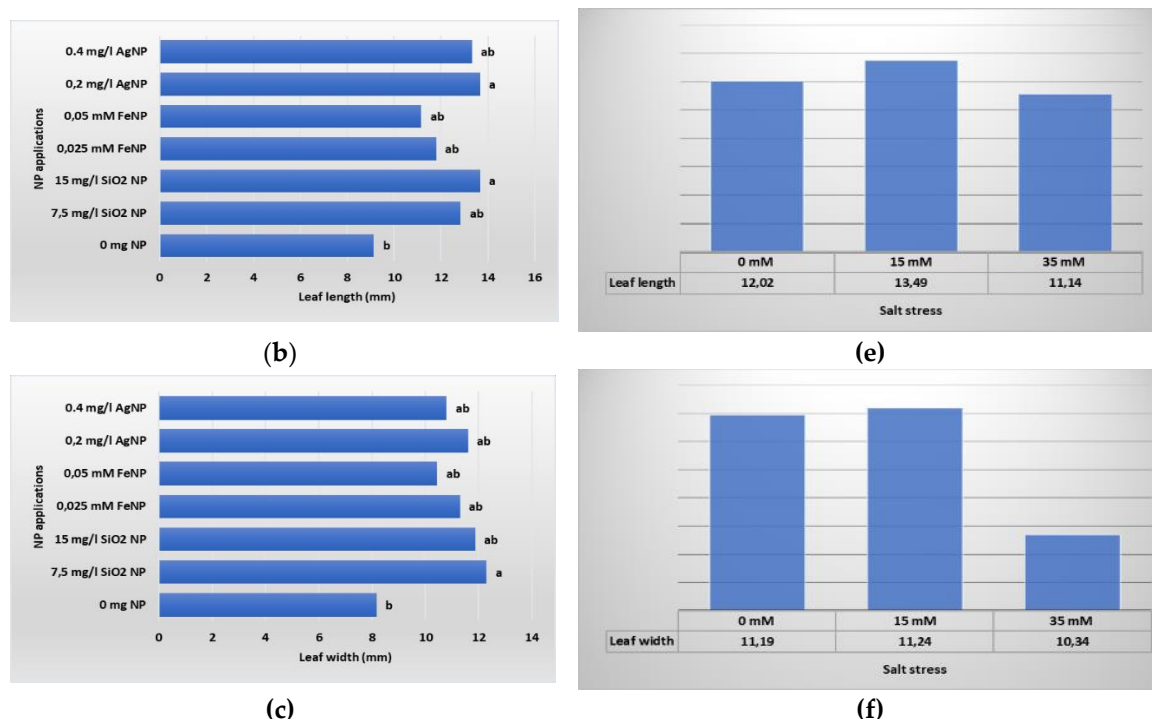 NP applications
0.4 mg/l AgNP
ab
0,2 mg/l AgNP
a
0,05 mM FeNP
ab
0,025 mM FeNP
ab
15 mg/l SiO2 NP
a
7,5 mg/l SiO2 NP
ab
0 mg NP
b
0 2 4 6 8 10 12 14 16
Leaf length (mm)
(b)
0 mM 15 mM 35 mM
Leaf length 12,02 13,49 11,14
Salt stress
(e)
NP applications
0.4 mg/l AgNP
ab
0,2 mg/l AgNP
ab
0,05 mM FeNP
ab
0,025 mM FeNP
ab
15 mg/l SiO2 NP
ab
7,5 mg/l SiO2 NP
a
0 mg NP
b
0 2 4 6 8 10 12 14
Leaf width (mm)
(c)
0 mM 15 mM 35 mM
Leaf width 11,19 11,24 10,34
Salt stress
(f)